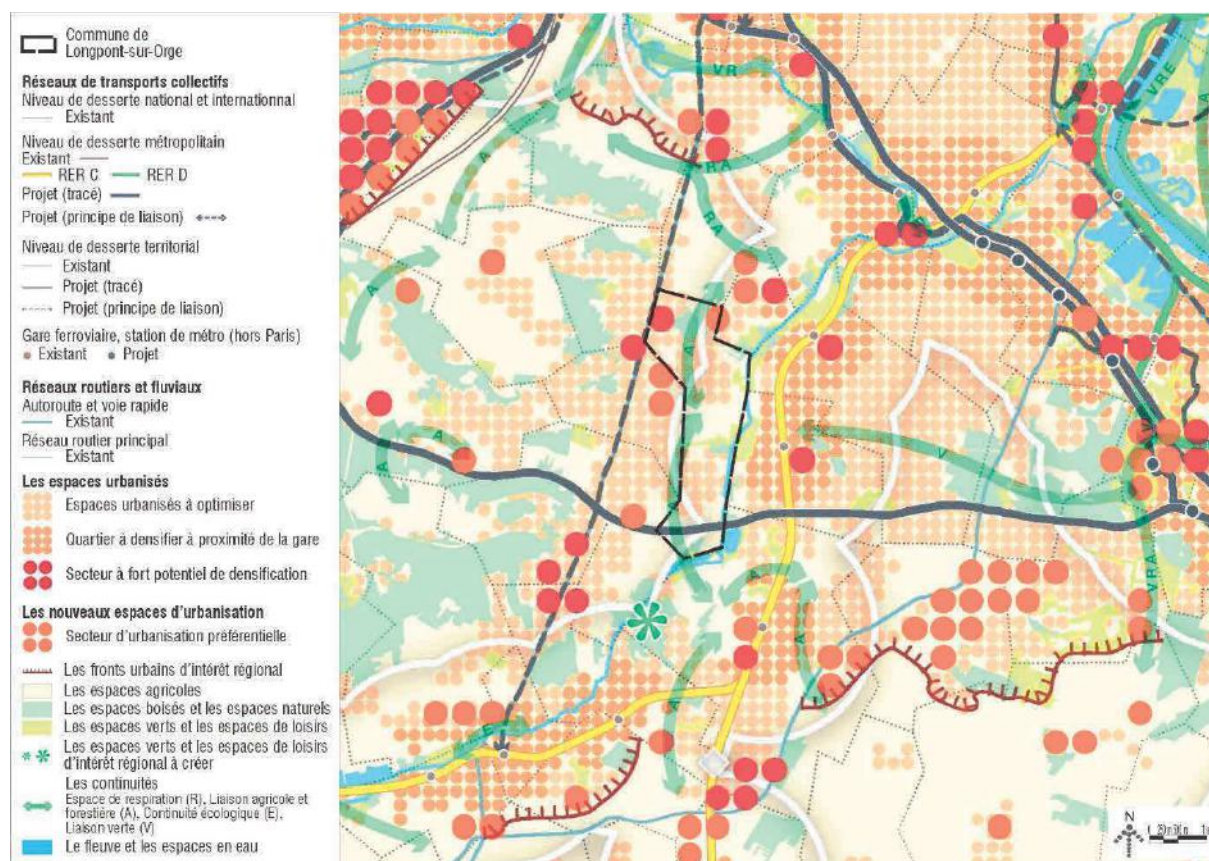 Commune de
Longpont-sur-Orge
Réseaux de transports collectifs
Niveau de desserte national et internationnal
Existant
Niveau de desserte métropolitain
Existant
RER C RER D
Projet (tracé)
Projet (principe de liaison)
Niveau de desserte territorial
Existant
Projet (tracé)
Projet (principe de liaison)
Gare ferroviaire, station de métro (hors Paris)
Existant Projet
Réseaux routiers et fluviaux
Autoroute et voie rapide
Existant
Réseau routier principal
Existant
Les espaces urbanisés
Espaces urbanisés à optimiser
Quartier à densifier à proximité de la gare
Secteur à fort potentiel de densification
Les nouveaux espaces d'urbanisation
Secteur d'urbanisation préférentielle
Les fronts urbains d'intérêt régional
Les espaces agricoles
Les espaces boisés et les espaces naturels
Les espaces verts et les espaces de loisirs
Les espaces verts et les espaces de loisirs
d'intérêt régional à créer
Les continuités
Espace de respiration (R), Liaison agricole et
forestière (A), Continuité écologique (E),
Liaison verte (V)
Le fleuve et les espaces en eau
VR
VRE
A
A
RA
RA
A
A
A
A
V
V
VRA
A
A
A
E
N